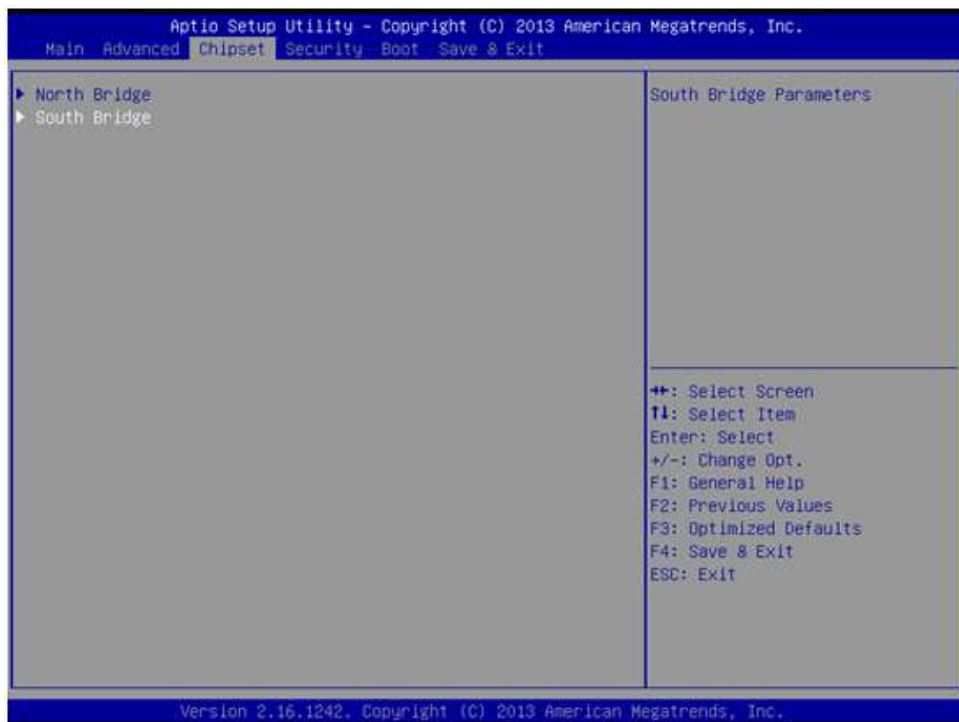 Aptio Setup Utility – Copyright (C) 2013 American Megatrends, Inc.
Main Advanced Chipset Security Boot Save & Exit
▶ North Bridge
▶ South Bridge
South Bridge Parameters
→←: Select Screen
↑↓: Select Item
Enter: Select
+/-: Change Opt.
F1: General Help
F2: Previous Values
F3: Optimized Defaults
F4: Save & Exit
ESC: Exit
Version 2.16.1242. Copyright (C) 2013 American Megatrends, Inc.